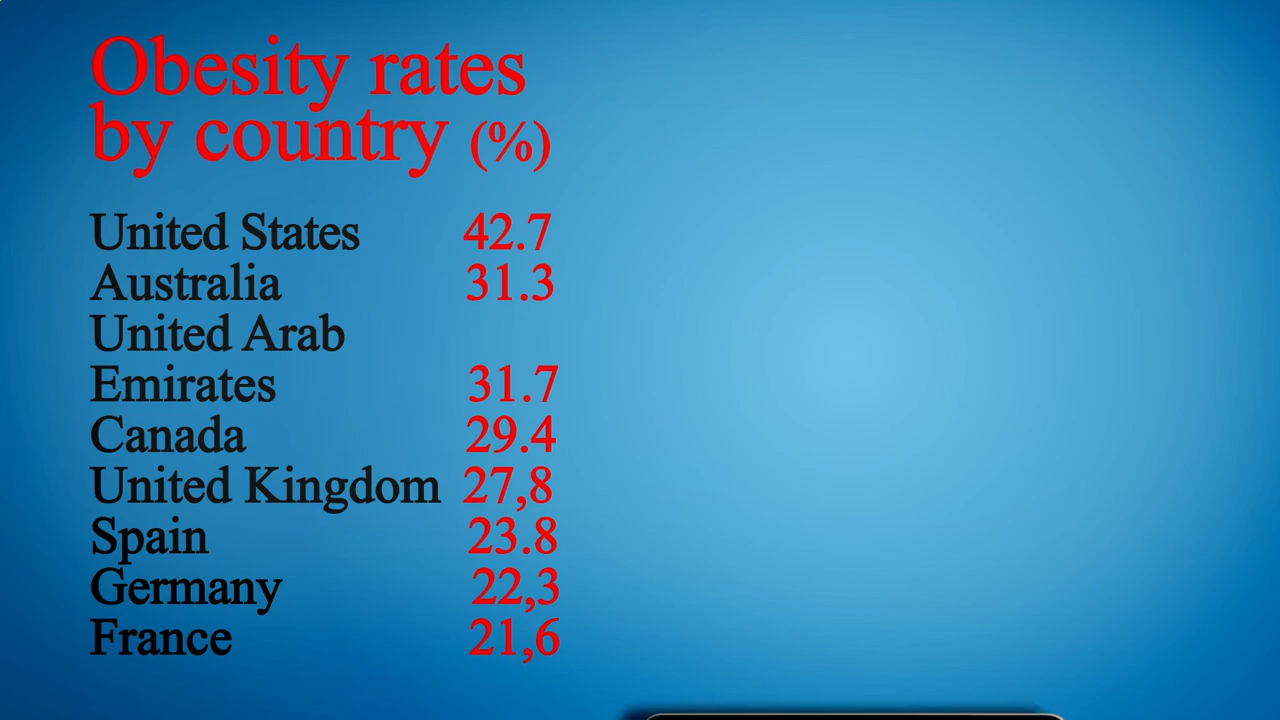 Obesity rates
by country (%)
United States 42.7
Australia 31.3
United Arab
Emirates 31.7
Canada 29.4
United Kingdom 27,8
Spain 23.8
Germany 22,3
France 21,6